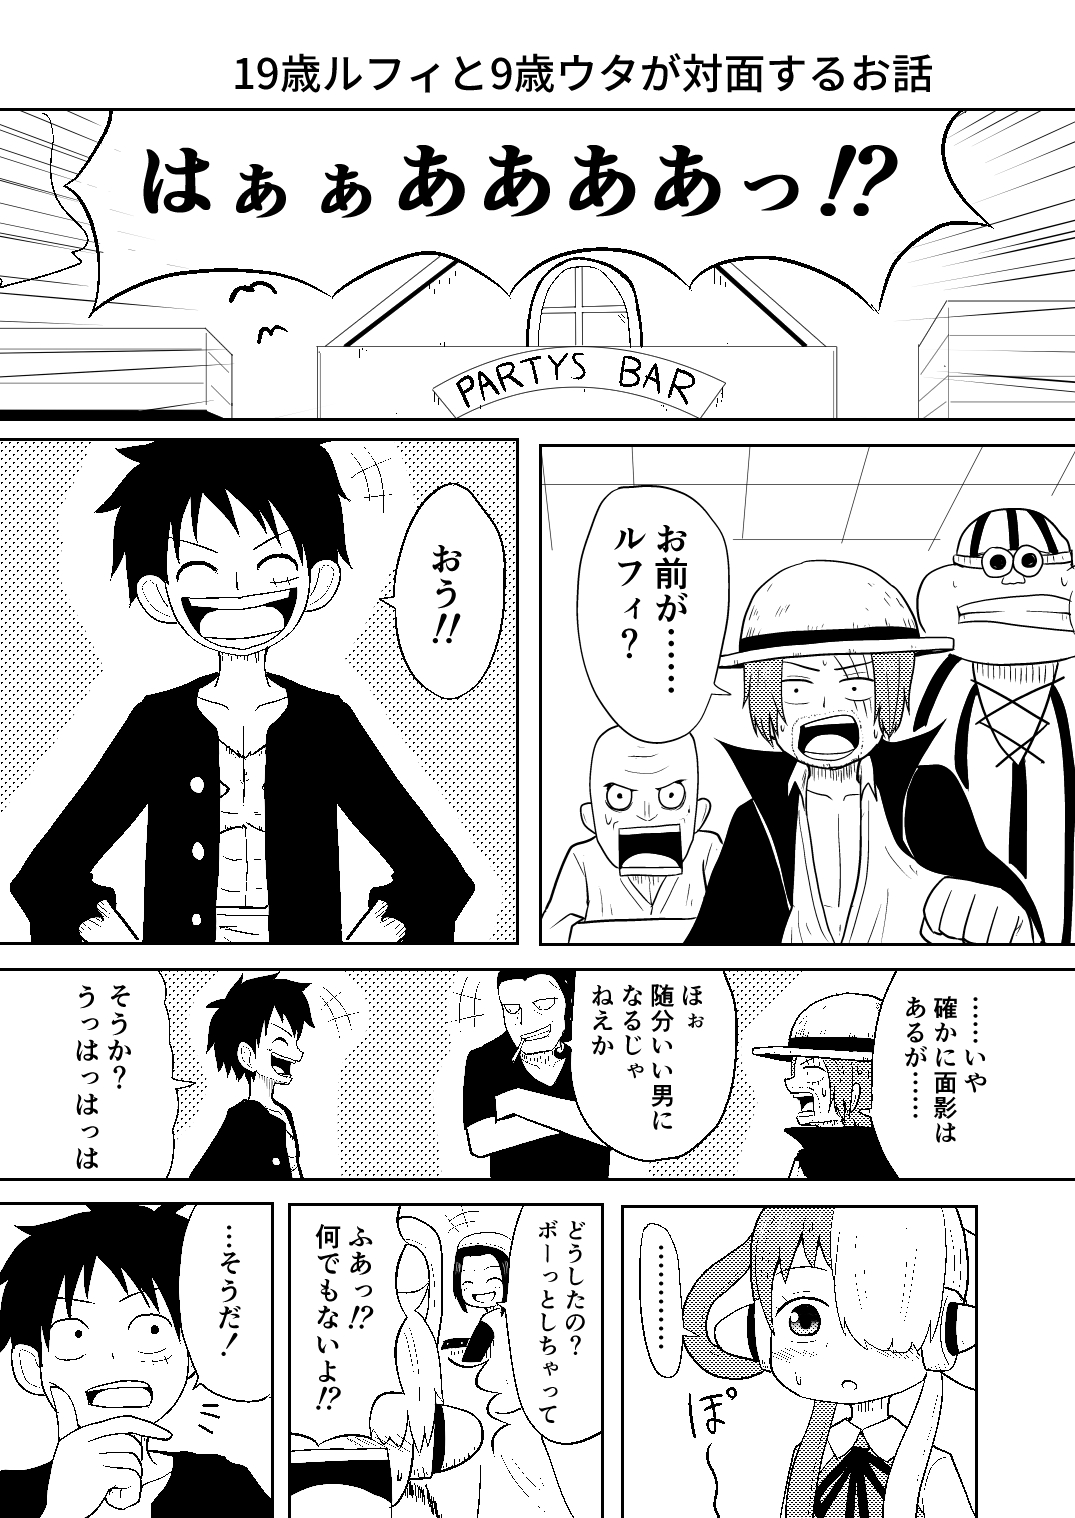 19歳ルフィと9歳ウタが対面するお話
はぁぁああああっ!?
PARTYS BAR
お前が……
ルフィ?
おう!!
……いや
確かに面影は
あるが……
ほぉ
随分いい男に
なるじゃ
ねえか
そうか?
うっはっはっは
…………
ぽ〜
どうしたの?
ボーっとしちゃって
ふあっ!?
何でもないよ!?
…そうだ!